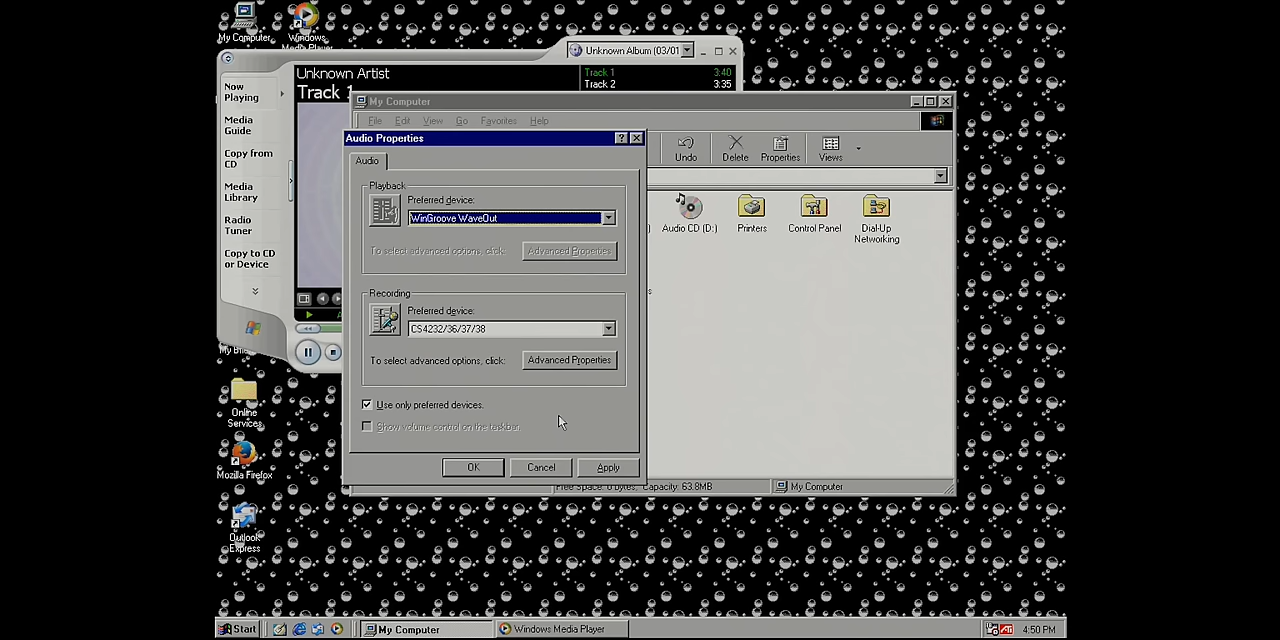 My Computer
Windows
Media Player
Unknown Album (03/01
Now
Playing
Media
Guide
Copy from
CD
Media
Library
Radio
Tuner
Copy to CD
or Device
Unknown Artist
Track 1
Track 1 3:40
Track 2 3:35
My Computer
File Edit View Go Favorites Help
Undo Delete Properties Views
Audio CD (D:)
Printers
Control Panel
Dial-Up
Networking
Audio Properties
Audio
Playback
Preferred device:
WinGroove WaveOut
To select advanced options, click:
Advanced Properties
Recording
Preferred device:
CS4232/36/37/38
To select advanced options, click:
Advanced Properties
Use only preferred devices.
Show volume control on the taskbar.
OK Cancel Apply
Free Space: 0 bytes, Capacity: 63.8MB
My Computer
Online
Services
Mozilla Firefox
Outlook
Express
Start
My Computer
Windows Media Player
4:50 PM